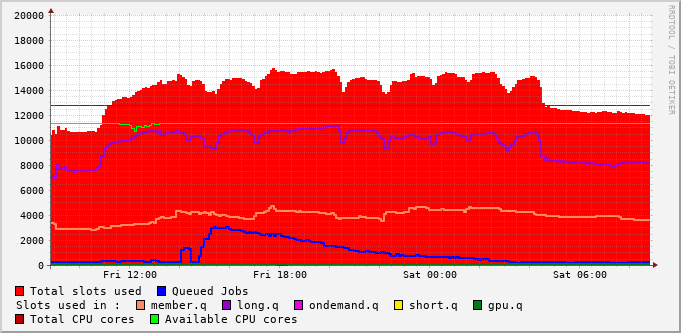 RRDTOOL / TOBI OETIKER
20000
18000
16000
14000
12000
10000
8000
6000
4000
2000
0
Fri 12:00 Fri 18:00 Sat 00:00 Sat 06:00
Total slots used Queued Jobs
Slots used in : member.q long.q ondemand.q short.q gpu.q
Total CPU cores Available CPU cores